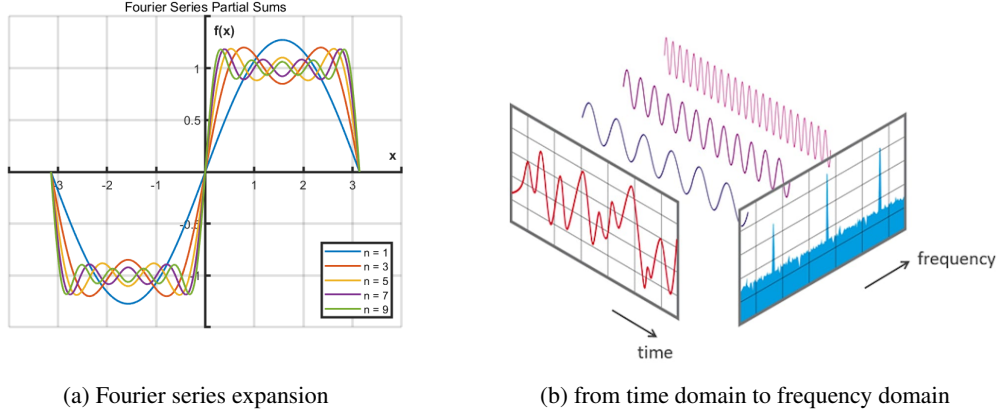 Fourier Series Partial Sums
f(x)
1
0.5
x
-3
-2
-1
0
1
2
3
-0.5
-1
n = 1
n = 3
n = 5
n = 7
n = 9
frequency
time
(a) Fourier series expansion
(b) from time domain to frequency domain